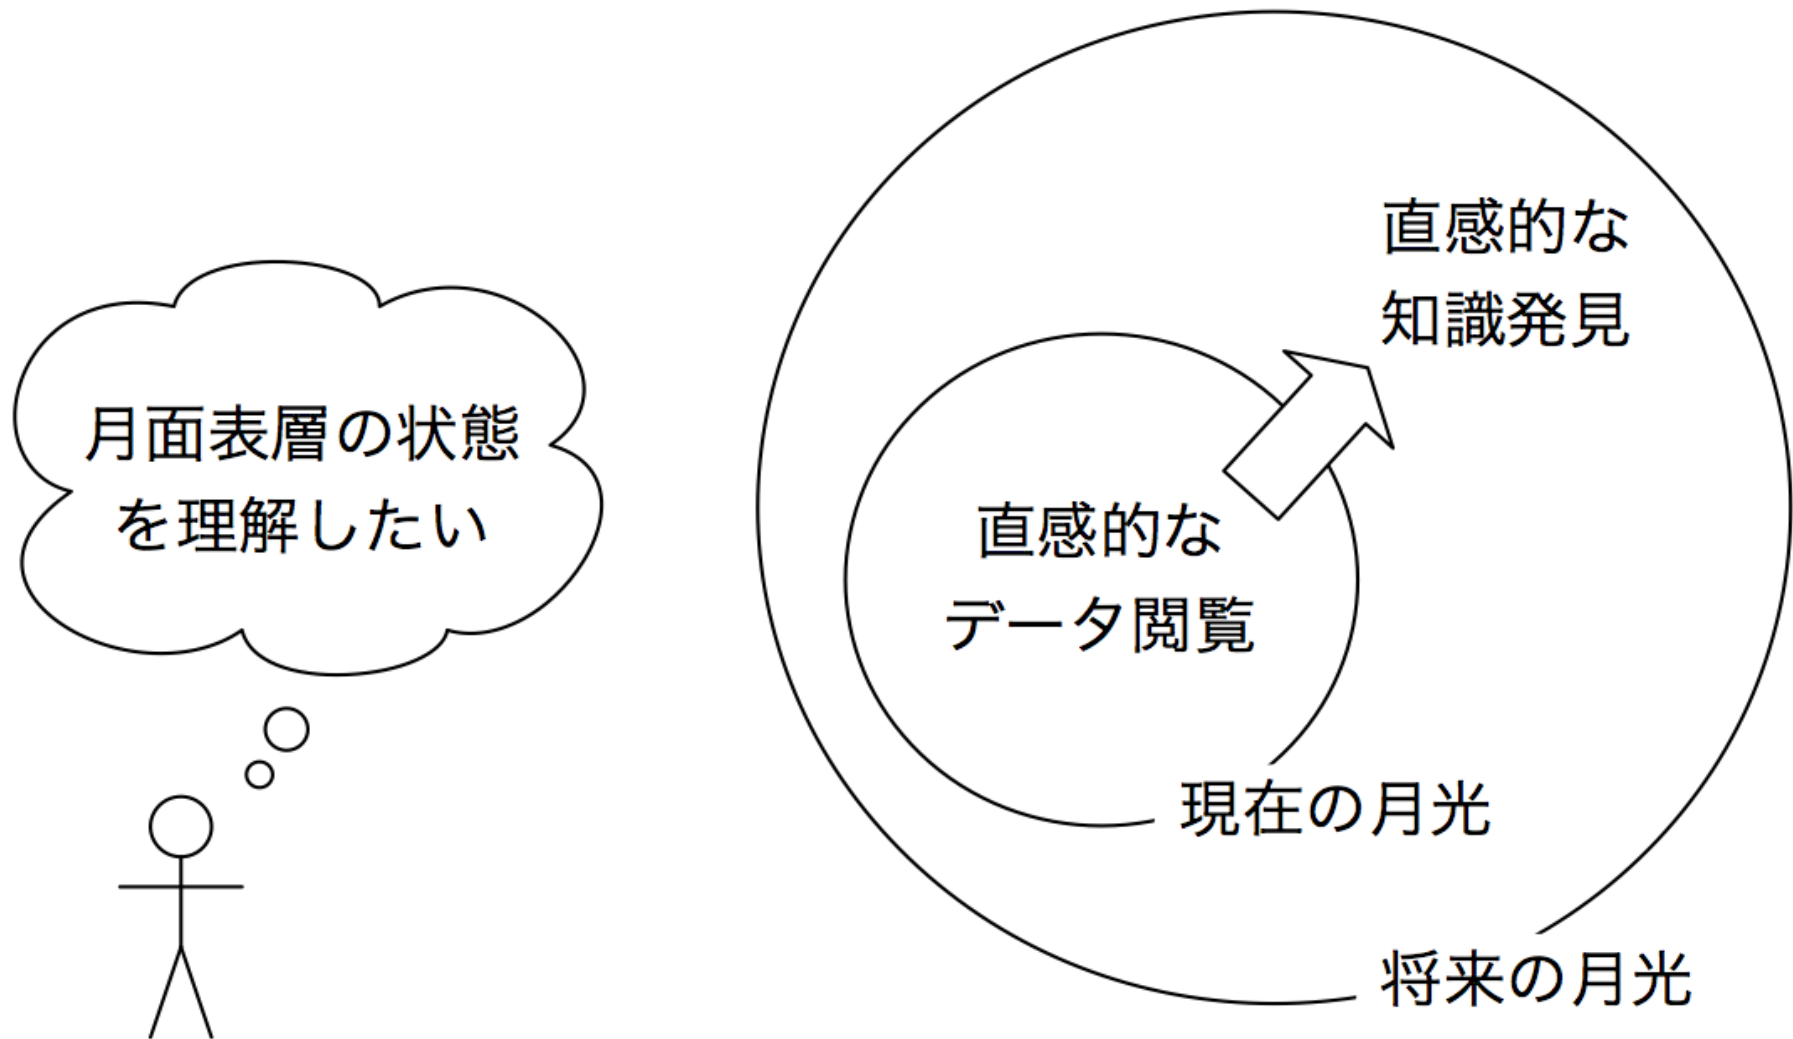 月面表層の状態
を理解したい
直感的な
知識発見
直感的な
データ閲覧
現在の月光
将来の月光